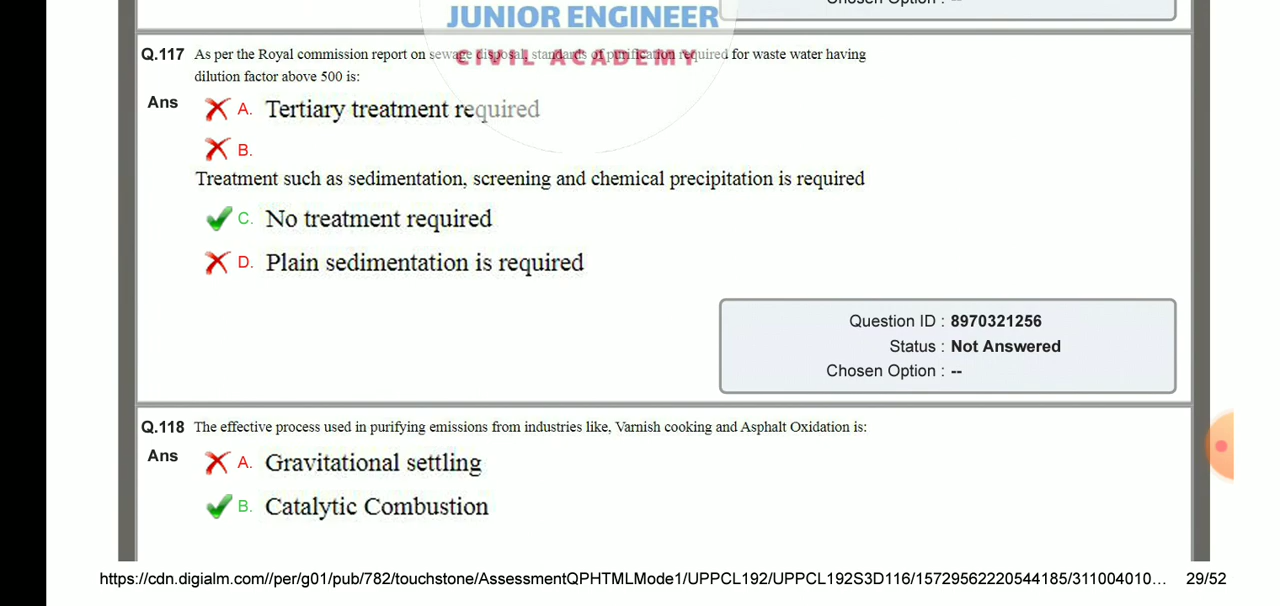 Chosen Option : --
JUNIOR ENGINEER
CIVIL ACADEMY
Q.117 As per the Royal commission report on sewage disposal, standards of purification required for waste water having
dilution factor above 500 is:
Ans A. Tertiary treatment required
B.
Treatment such as sedimentation, screening and chemical precipitation is required
C. No treatment required
D. Plain sedimentation is required
Question ID : 8970321256
Status : Not Answered
Chosen Option : --
Q.118 The effective process used in purifying emissions from industries like, Varnish cooking and Asphalt Oxidation is:
Ans A. Gravitational settling
B. Catalytic Combustion
https://cdn.digialm.com//per/g01/pub/782/touchstone/AssessmentQPHTMLMode1/UPPCL192/UPPCL192S3D116/15729562220544185/311004010... 29/52